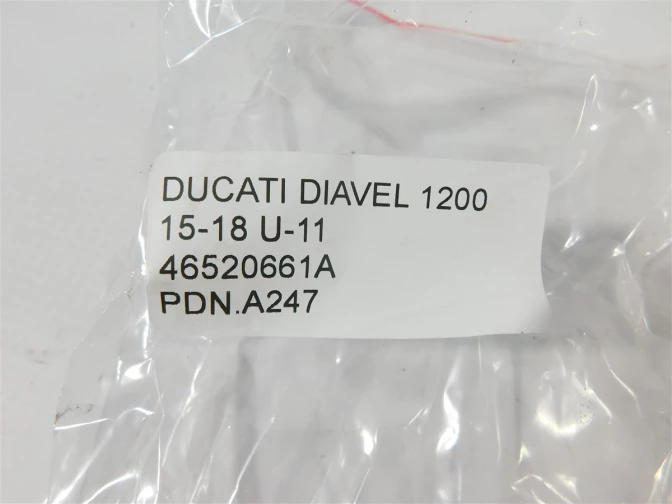 DUCATI DIAVEL 1200
15-18 U-11
46520661A
PDN.A247